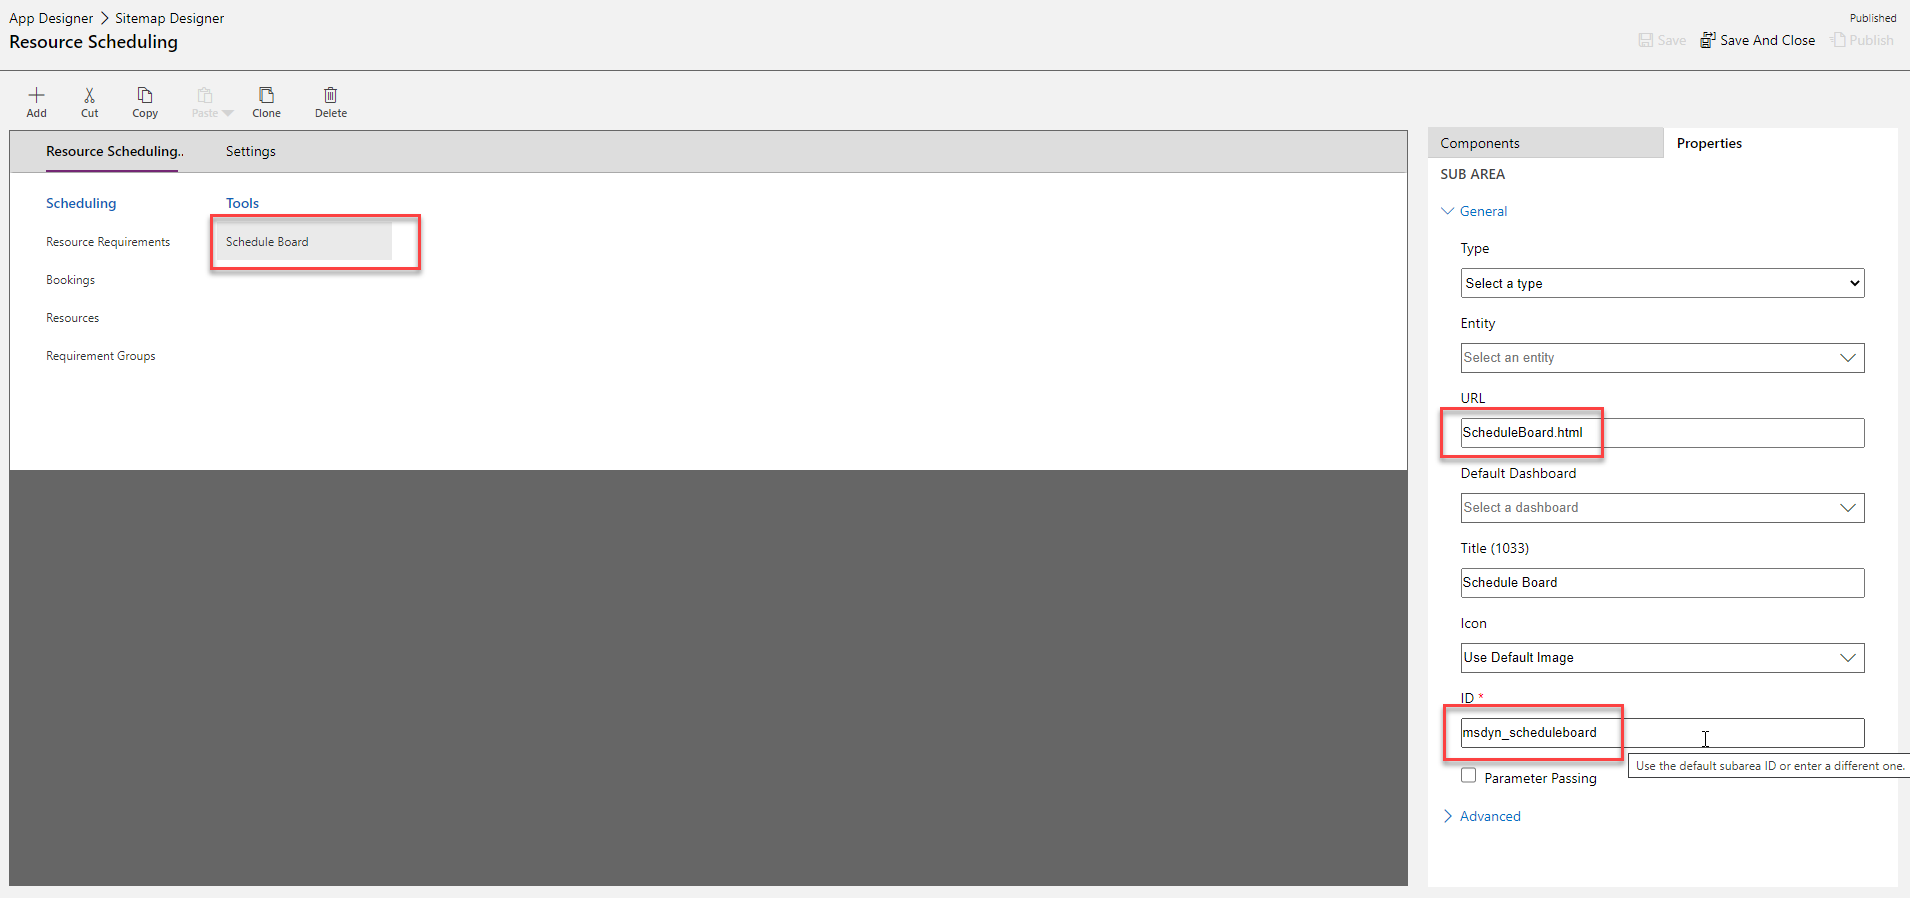 App Designer > Sitemap Designer
Published
Resource Scheduling
Save
Save And Close
Publish
Add
Cut
Copy
Paste
Clone
Delete
Resource Scheduling..
Settings
Scheduling
Tools
Resource Requirements
Schedule Board
Bookings
Resources
Requirement Groups
Components
Properties
SUB AREA
General
Type
Select a type
Entity
Select an entity
URL
ScheduleBoard.html
Default Dashboard
Select a dashboard
Title (1033)
Schedule Board
Icon
Use Default Image
ID *
msdyn_scheduleboard
Use the default subarea ID or enter a different one.
Parameter Passing
Advanced